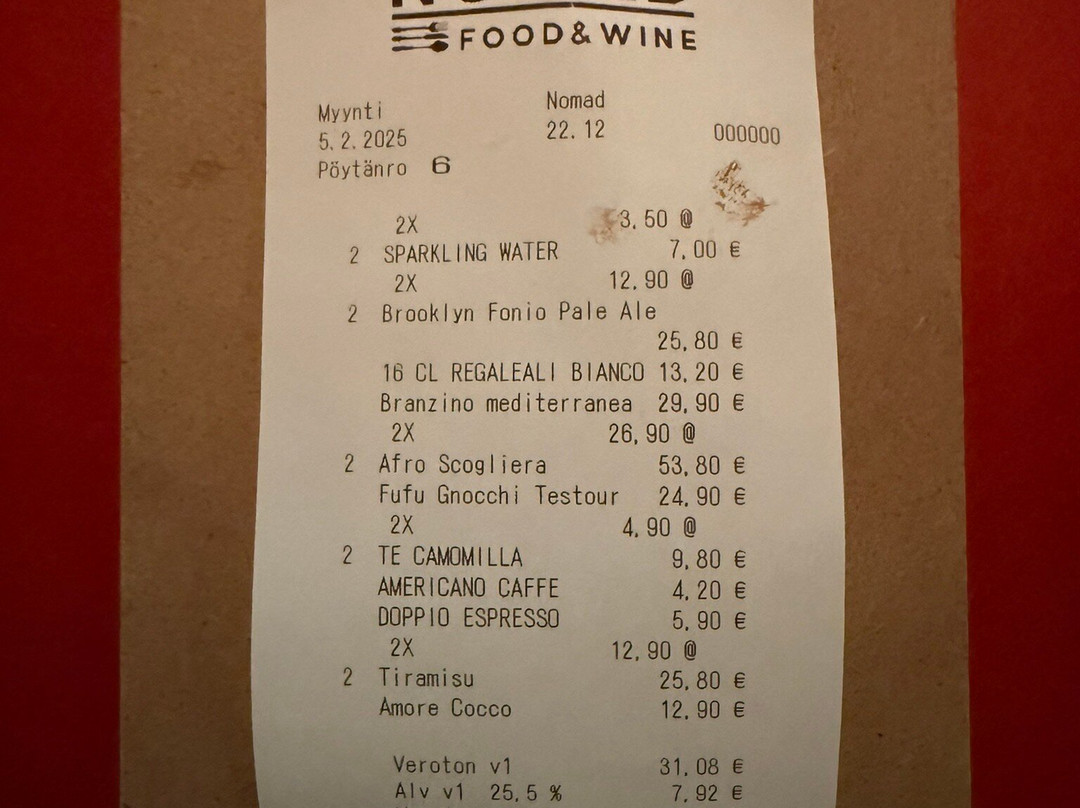 FOOD&WINE
Myynti Nomad
5.2.2025 22.12 000000
Pöytänro 6
2X 3,50 @
2 SPARKLING WATER 7,00 €
2X 12,90 @
2 Brooklyn Fonio Pale Ale
25,80 €
16 CL REGALEALI BIANCO 13,20 €
Branzino mediterranea 29,90 €
2X 26,90 @
2 Afro Scogliera 53,80 €
Fufu Gnocchi Testour 24,90 €
2X 4,90 @
2 TE CAMOMILLA 9,80 €
AMERICANO CAFFE 4,20 €
DOPPIO ESPRESSO 5,90 €
2X 12,90 @
2 Tiramisu 25,80 €
Amore Cocco 12,90 €
Veroton v1 31,08 €
Alv v1 25,5 % 7,92 €